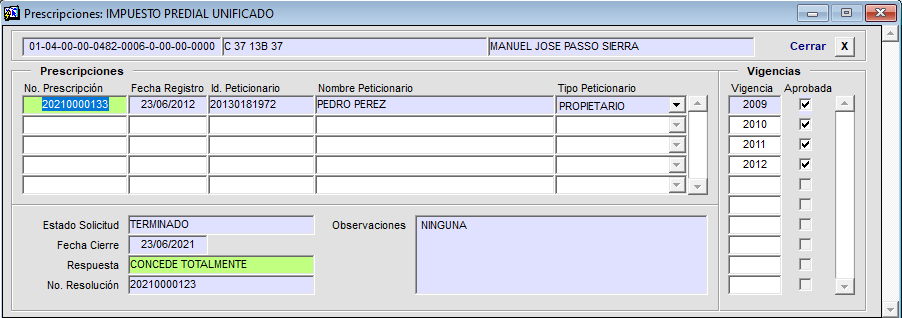 Prescripciones: IMPUESTO PREDIAL UNIFICADO
01-04-00-00-0482-0006-0-00-00-0000 C 37 13B 37 MANUEL JOSE PASSO SIERRA Cerrar X
Prescripciones Vigencias
No. Prescripción Fecha Registro Id. Peticionario Nombre Peticionario Tipo Peticionario Vigencia Aprobada
20210000133 23/06/2012 20130181972 PEDRO PEREZ PROPIETARIO 2009
2010
2011
2012
Estado Solicitud TERMINADO Observaciones NINGUNA
Fecha Cierre 23/06/2021
Respuesta CONCEDE TOTALMENTE
No. Resolución 20210000123